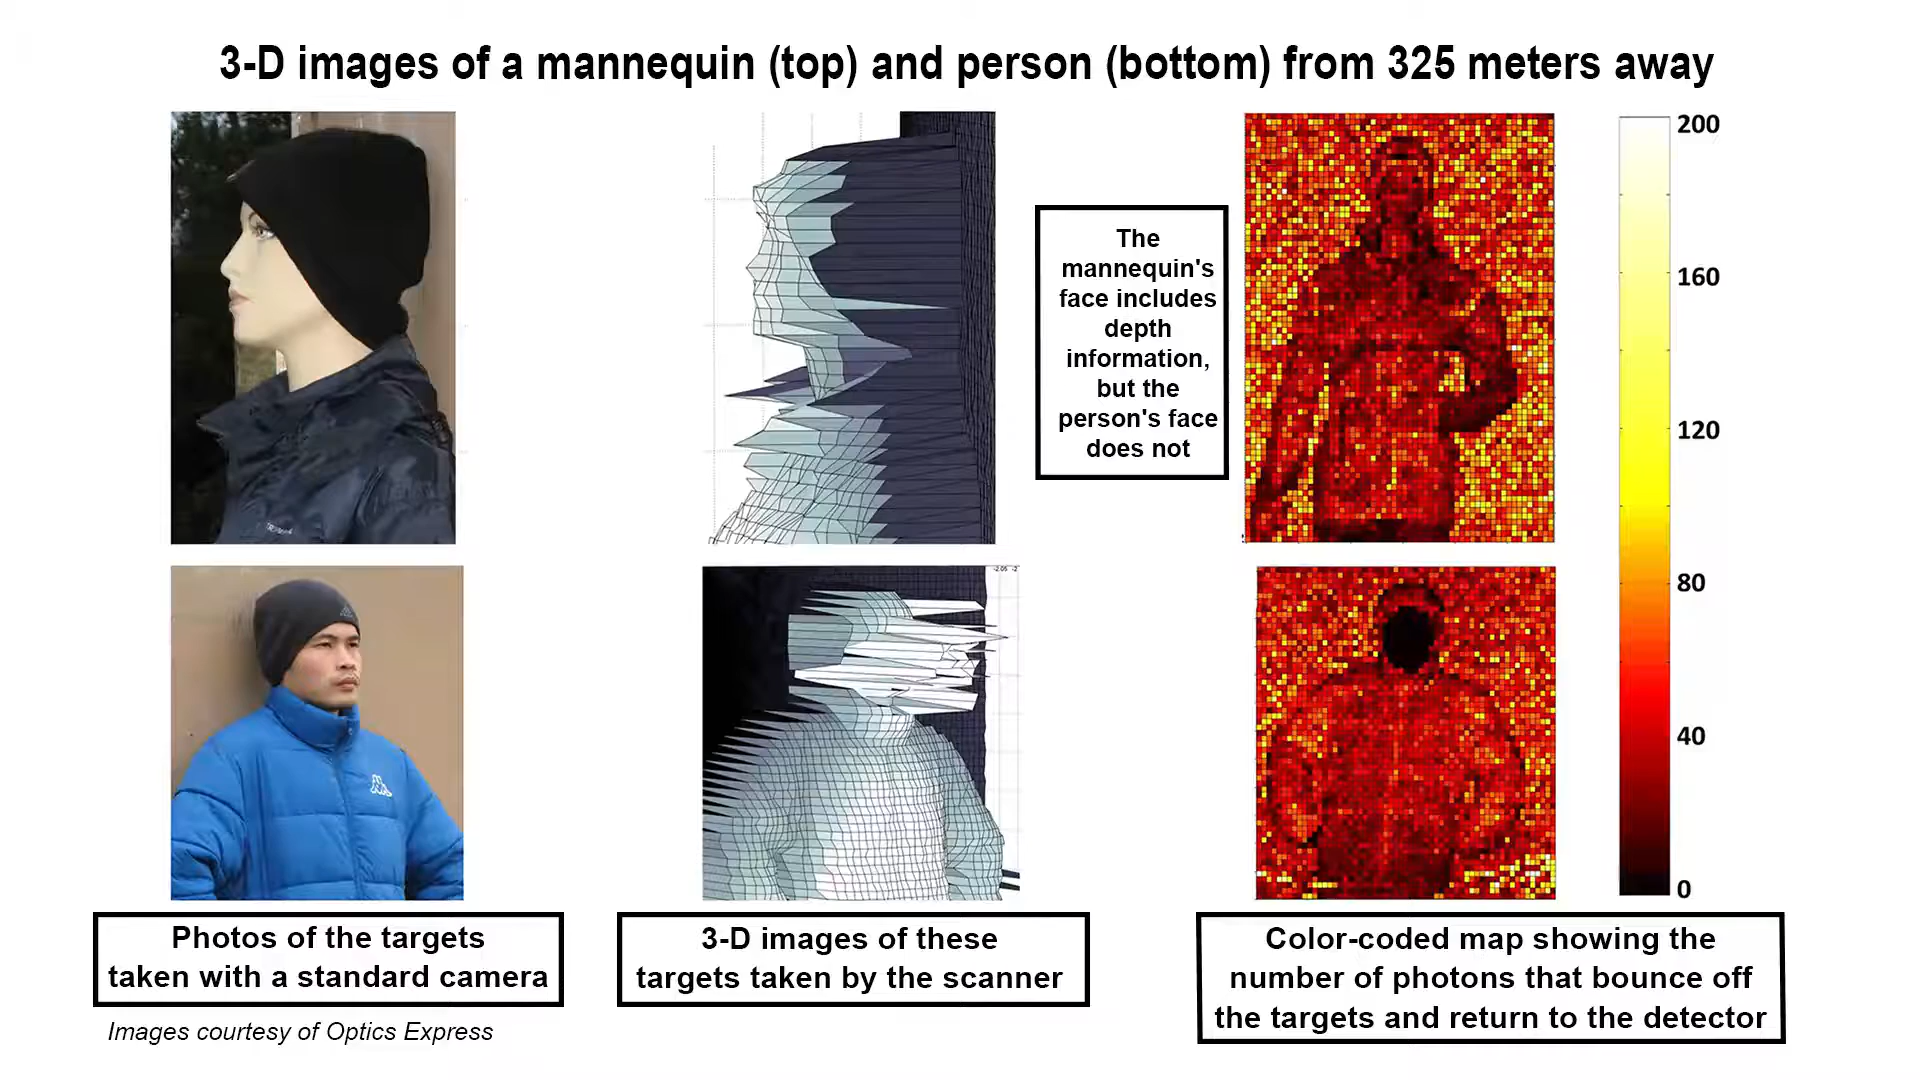 3-D images of a mannequin (top) and person (bottom) from 325 meters away
The
mannequin's
face includes
depth
information,
but the
person's face
does not
200
160
120
80
40
0
-2.05 -2
Photos of the targets
taken with a standard camera
3-D images of these
targets taken by the scanner
Color-coded map showing the
number of photons that bounce off
the targets and return to the detector
Images courtesy of Optics Express